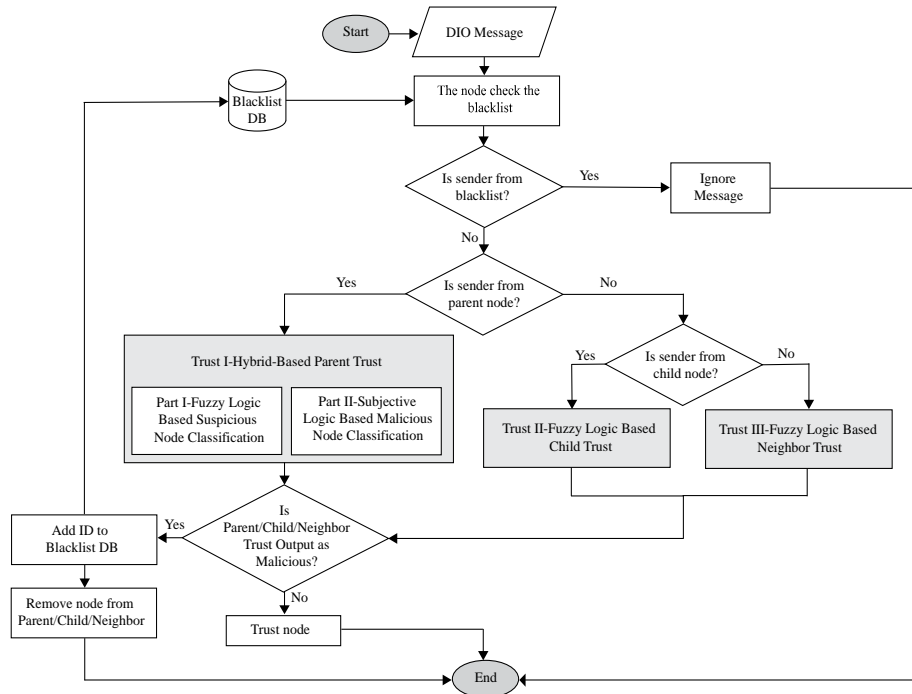 Start
DIO Message
The node check the
blacklist
Blacklist
DB
Is sender from
blacklist?
Yes
Ignore
Message
No
Is sender from
parent node?
Yes
No
Trust I-Hybrid-Based Parent Trust
Part I-Fuzzy Logic
Based Suspicious
Node Classification
Part II-Subjective
Logic Based Malicious
Node Classification
Is sender from
child node?
Yes
No
Trust II-Fuzzy Logic Based
Child Trust
Trust III-Fuzzy Logic Based
Neighbor Trust
Is
Parent/Child/Neighbor
Trust Output as
Malicious?
Yes
Add ID to
Blacklist DB
Remove node from
Parent/Child/Neighbor
No
Trust node
End